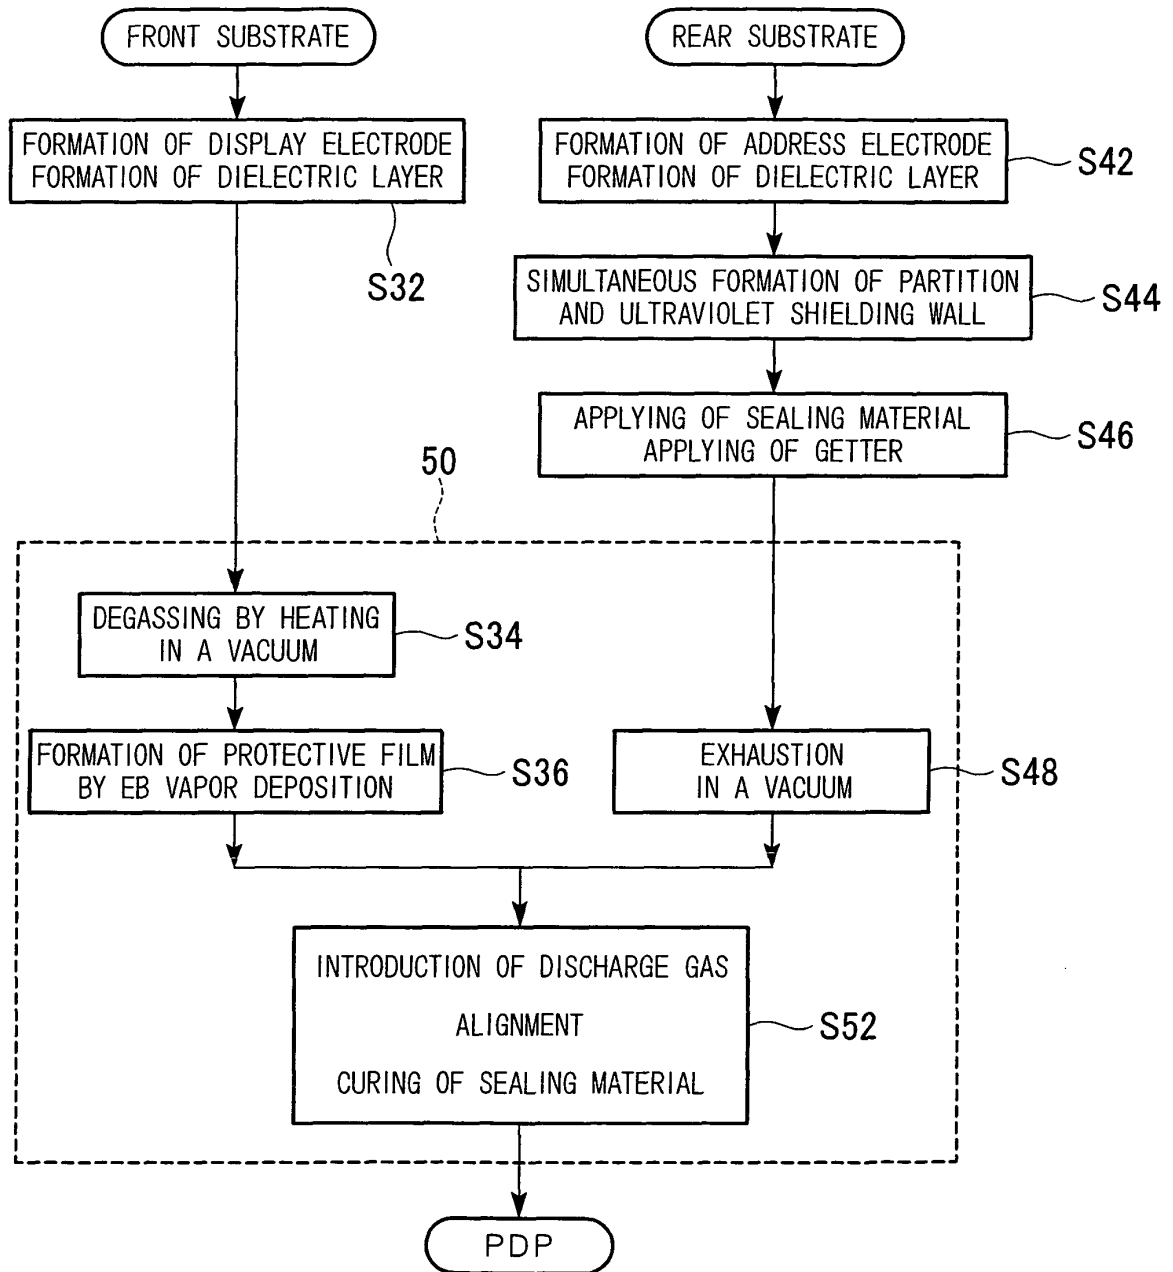 FRONT SUBSTRATE
REAR SUBSTRATE
FORMATION OF DISPLAY ELECTRODE
FORMATION OF DIELECTRIC LAYER
S32
FORMATION OF ADDRESS ELECTRODE
FORMATION OF DIELECTRIC LAYER
S42
SIMULTANEOUS FORMATION OF PARTITION
AND ULTRAVIOLET SHIELDING WALL
S44
APPLYING OF SEALING MATERIAL
APPLYING OF GETTER
S46
50
DEGASSING BY HEATING
IN A VACUUM
S34
FORMATION OF PROTECTIVE FILM
BY EB VAPOR DEPOSITION
S36
EXHAUSTION
IN A VACUUM
S48
INTRODUCTION OF DISCHARGE GAS
ALIGNMENT
CURING OF SEALING MATERIAL
S52
PDP